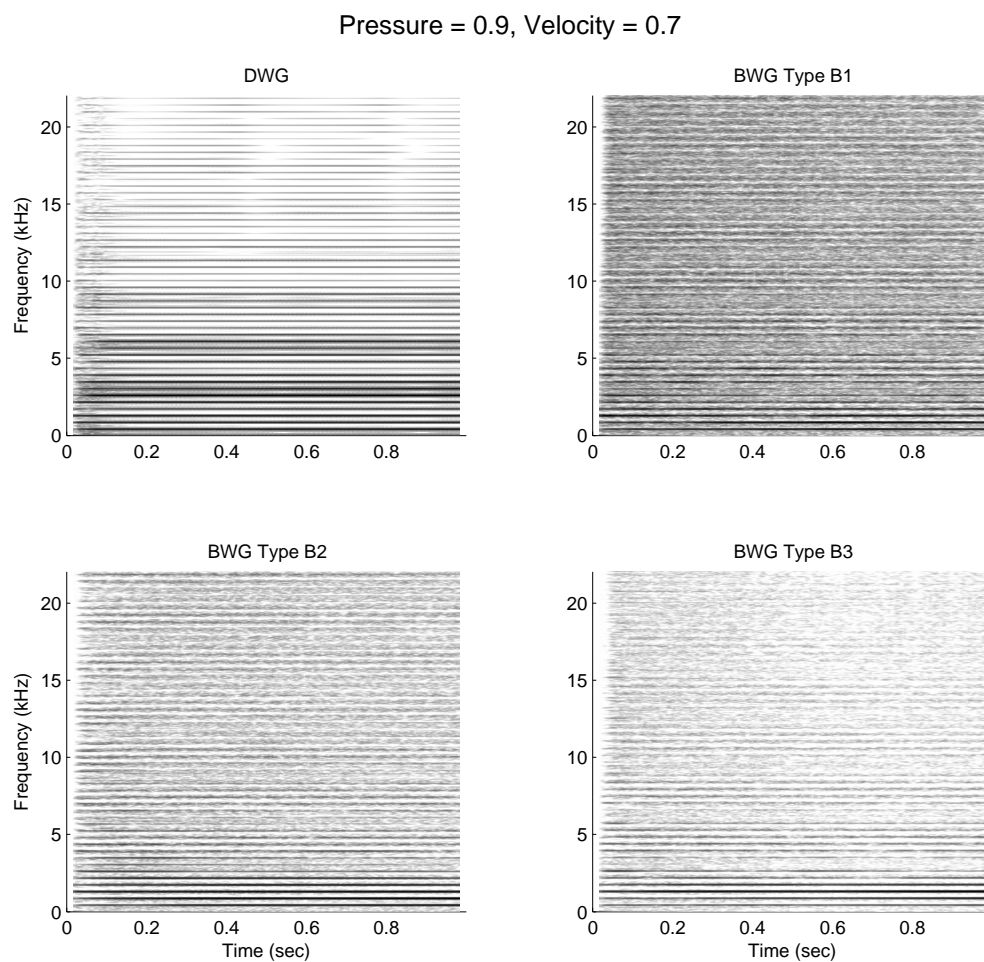 Pressure = 0.9, Velocity = 0.7
DWG
Frequency (kHz)
20
15
10
5
0
0 0.2 0.4 0.6 0.8
BWG Type B1
20
15
10
5
0
0 0.2 0.4 0.6 0.8
BWG Type B2
Frequency (kHz)
20
15
10
5
0
0 0.2 0.4 0.6 0.8
Time (sec)
BWG Type B3
20
15
10
5
0
0 0.2 0.4 0.6 0.8
Time (sec)